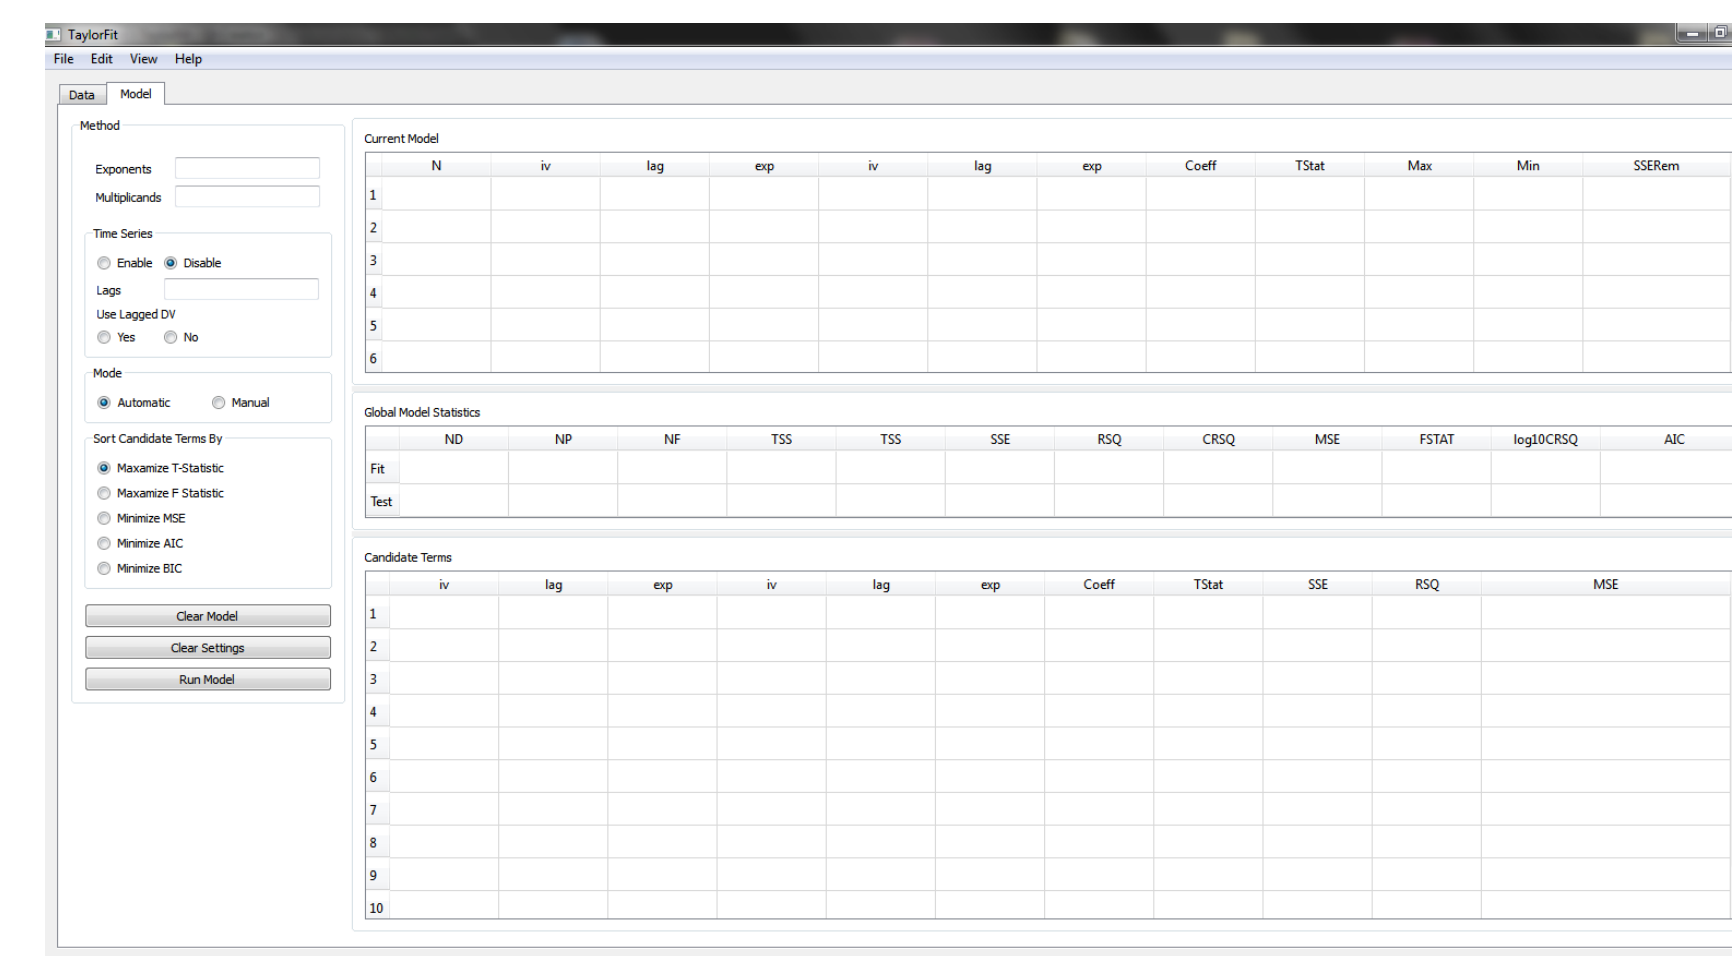 TaylorFit
File Edit View Help
Data Model
Method
Exponents
Multiplicands
Time Series
Enable Disable
Lags
Use Lagged DV
Yes No
Mode
Automatic Manual
Sort Candidate Terms By
Maxamize T-Statistic
Maxamize F Statistic
Minimize MSE
Minimize AIC
Minimize BIC
Clear Model
Clear Settings
Run Model
Current Model
N iv lag exp iv lag exp Coeff TStat Max Min SSERem
1
2
3
4
5
6
Global Model Statistics
ND NP NF TSS TSS SSE RSQ CRSQ MSE FSTAT log10CRSQ AIC
Fit
Test
Candidate Terms
iv lag exp iv lag exp Coeff TStat SSE RSQ MSE
1
2
3
4
5
6
7
8
9
10